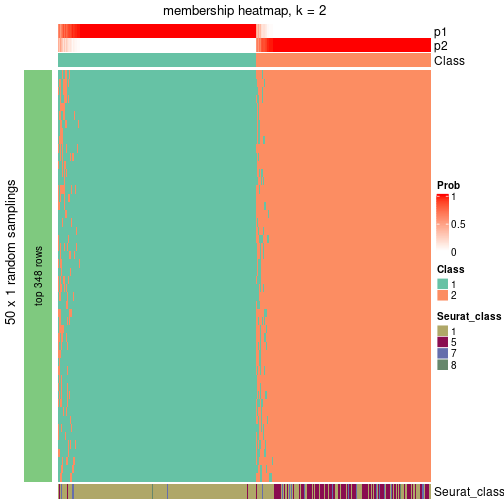 membership heatmap, k = 2
p1
p2
Class
50 x 1 random samplings
top 348 rows
Prob
1
0.5
0
Class
1
2
Seurat_class
1
5
7
8
Seurat_class